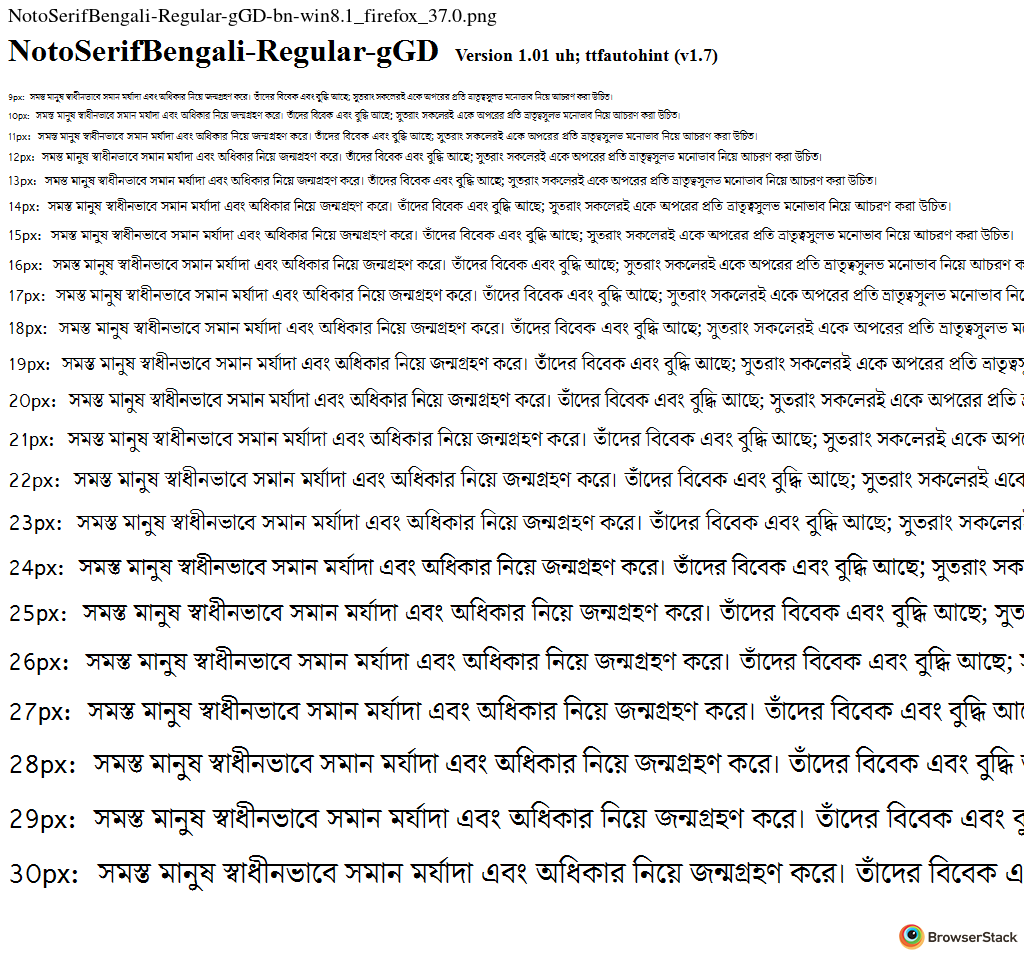 NotoSerifBengali-Regular-gGD-bn-win8.1_firefox_37.0.png
NotoSerifBengali-Regular-gGD Version 1.01 uh; ttfautohint (v1.7)
9px: সমস্ত মানুষ স্বাধীনভাবে সমান মর্যাদা এবং অধিকার নিয়ে জন্মগ্রহণ করে। তাঁদের বিবেক এবং বুদ্ধি আছে; সুতরাং সকলেরই একে অপরের প্রতি ভ্রাতৃত্বসুলভ মনোভাব নিয়ে আচরণ করা উচিত।
10px: সমস্ত মানুষ স্বাধীনভাবে সমান মর্যাদা এবং অধিকার নিয়ে জন্মগ্রহণ করে। তাঁদের বিবেক এবং বুদ্ধি আছে; সুতরাং সকলেরই একে অপরের প্রতি ভ্রাতৃত্বসুলভ মনোভাব নিয়ে আচরণ করা উচিত।
11px: সমস্ত মানুষ স্বাধীনভাবে সমান মর্যাদা এবং অধিকার নিয়ে জন্মগ্রহণ করে। তাঁদের বিবেক এবং বুদ্ধি আছে; সুতরাং সকলেরই একে অপরের প্রতি ভ্রাতৃত্বসুলভ মনোভাব নিয়ে আচরণ করা উচিত।
12px: সমস্ত মানুষ স্বাধীনভাবে সমান মর্যাদা এবং অধিকার নিয়ে জন্মগ্রহণ করে। তাঁদের বিবেক এবং বুদ্ধি আছে; সুতরাং সকলেরই একে অপরের প্রতি ভ্রাতৃত্বসুলভ মনোভাব নিয়ে আচরণ করা উচিত।
13px: সমস্ত মানুষ স্বাধীনভাবে সমান মর্যাদা এবং অধিকার নিয়ে জন্মগ্রহণ করে। তাঁদের বিবেক এবং বুদ্ধি আছে; সুতরাং সকলেরই একে অপরের প্রতি ভ্রাতৃত্বসুলভ মনোভাব নিয়ে আচরণ করা উচিত।
14px: সমস্ত মানুষ স্বাধীনভাবে সমান মর্যাদা এবং অধিকার নিয়ে জন্মগ্রহণ করে। তাঁদের বিবেক এবং বুদ্ধি আছে; সুতরাং সকলেরই একে অপরের প্রতি ভ্রাতৃত্বসুলভ মনোভাব নিয়ে আচরণ করা উচিত।
15px: সমস্ত মানুষ স্বাধীনভাবে সমান মর্যাদা এবং অধিকার নিয়ে জন্মগ্রহণ করে। তাঁদের বিবেক এবং বুদ্ধি আছে; সুতরাং সকলেরই একে অপরের প্রতি ভ্রাতৃত্বসুলভ মনোভাব নিয়ে আচরণ করা উচিত।
16px: সমস্ত মানুষ স্বাধীনভাবে সমান মর্যাদা এবং অধিকার নিয়ে জন্মগ্রহণ করে। তাঁদের বিবেক এবং বুদ্ধি আছে; সুতরাং সকলেরই একে অপরের প্রতি ভ্রাতৃত্বসুলভ মনোভাব নিয়ে আচরণ ক
17px: সমস্ত মানুষ স্বাধীনভাবে সমান মর্যাদা এবং অধিকার নিয়ে জন্মগ্রহণ করে। তাঁদের বিবেক এবং বুদ্ধি আছে; সুতরাং সকলেরই একে অপরের প্রতি ভ্রাতৃত্বসুলভ মনোভাব নি
18px: সমস্ত মানুষ স্বাধীনভাবে সমান মর্যাদা এবং অধিকার নিয়ে জন্মগ্রহণ করে। তাঁদের বিবেক এবং বুদ্ধি আছে; সুতরাং সকলেরই একে অপরের প্রতি ভ্রাতৃত্বসুলভ ম
19px: সমস্ত মানুষ স্বাধীনভাবে সমান মর্যাদা এবং অধিকার নিয়ে জন্মগ্রহণ করে। তাঁদের বিবেক এবং বুদ্ধি আছে; সুতরাং সকলেরই একে অপরের প্রতি ভ্রাতৃত্বস
20px: সমস্ত মানুষ স্বাধীনভাবে সমান মর্যাদা এবং অধিকার নিয়ে জন্মগ্রহণ করে। তাঁদের বিবেক এবং বুদ্ধি আছে; সুতরাং সকলেরই একে অপরের প্রতি
21px: সমস্ত মানুষ স্বাধীনভাবে সমান মর্যাদা এবং অধিকার নিয়ে জন্মগ্রহণ করে। তাঁদের বিবেক এবং বুদ্ধি আছে; সুতরাং সকলেরই একে অপ
22px: সমস্ত মানুষ স্বাধীনভাবে সমান মর্যাদা এবং অধিকার নিয়ে জন্মগ্রহণ করে। তাঁদের বিবেক এবং বুদ্ধি আছে; সুতরাং সকলেরই একে
23px: সমস্ত মানুষ স্বাধীনভাবে সমান মর্যাদা এবং অধিকার নিয়ে জন্মগ্রহণ করে। তাঁদের বিবেক এবং বুদ্ধি আছে; সুতরাং সকলের
24px: সমস্ত মানুষ স্বাধীনভাবে সমান মর্যাদা এবং অধিকার নিয়ে জন্মগ্রহণ করে। তাঁদের বিবেক এবং বুদ্ধি আছে; সুতরাং সক
25px: সমস্ত মানুষ স্বাধীনভাবে সমান মর্যাদা এবং অধিকার নিয়ে জন্মগ্রহণ করে। তাঁদের বিবেক এবং বুদ্ধি আছে; সুত
26px: সমস্ত মানুষ স্বাধীনভাবে সমান মর্যাদা এবং অধিকার নিয়ে জন্মগ্রহণ করে। তাঁদের বিবেক এবং বুদ্ধি আছে;
27px: সমস্ত মানুষ স্বাধীনভাবে সমান মর্যাদা এবং অধিকার নিয়ে জন্মগ্রহণ করে। তাঁদের বিবেক এবং বুদ্ধি আ
28px: সমস্ত মানুষ স্বাধীনভাবে সমান মর্যাদা এবং অধিকার নিয়ে জন্মগ্রহণ করে। তাঁদের বিবেক এবং বুদ্ধি
29px: সমস্ত মানুষ স্বাধীনভাবে সমান মর্যাদা এবং অধিকার নিয়ে জন্মগ্রহণ করে। তাঁদের বিবেক এবং
30px: সমস্ত মানুষ স্বাধীনভাবে সমান মর্যাদা এবং অধিকার নিয়ে জন্মগ্রহণ করে। তাঁদের বিবেক এ
BrowserStack